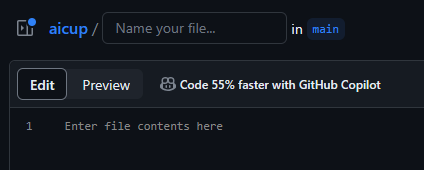 aicup / Name your file... in main
Edit Preview Code 55% faster with GitHub Copilot
1 Enter file contents here